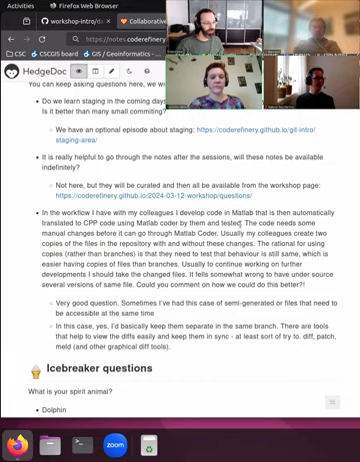 Activities
Firefox Web Browser
workshop-intro/da
Collaborative
https://notes.coderefinery
CSC
CSCGIS board
GIS / Geoinformatics -
HedgeDoc
You can keep asking questions here, we wi
Do we learn staging in the coming days
Is it better than many small commiting?
We have an optional episode about staging: https://coderefinery.github.io/git-intro/
staging-area/
It is really helpful to go through the notes after the sessions, will these notes be available
indefinitely?
Not here, but they will be curated and then all be available from the workshop page:
https://coderefinery.github.io/2024-03-12-workshop/questions/
In the workflow I have with my colleagues I develop code in Matlab that is then automatically
translated to CPP code using Matlab coder by them and tested. The code needs some
manual changes before it can go through Matlab Coder. Usually my colleagues create two
copies of the files in the repository with and without these changes. The rational for using
copies (rather than branches) is that they need to test that behaviour is still same, which is
easier having copies of files than branches. Usually to continue working on further
developments I should take the changed files. It fells somewhat wrong to have under source
several versions of same file. Could you comment on how we could do this better?!
Very good question. Sometimes I've had this case of semi-generated or files that need to
be accessible at the same time
In this case, yes, I'd basically keep them separate in the same branch. There are tools
that help to view the diffs easily and keep them in sync - at least sort of try to. diff, patch,
meld (and other graphical diff tools).
Icebreaker questions
What is your spirit animal?
Dolphin
zoom